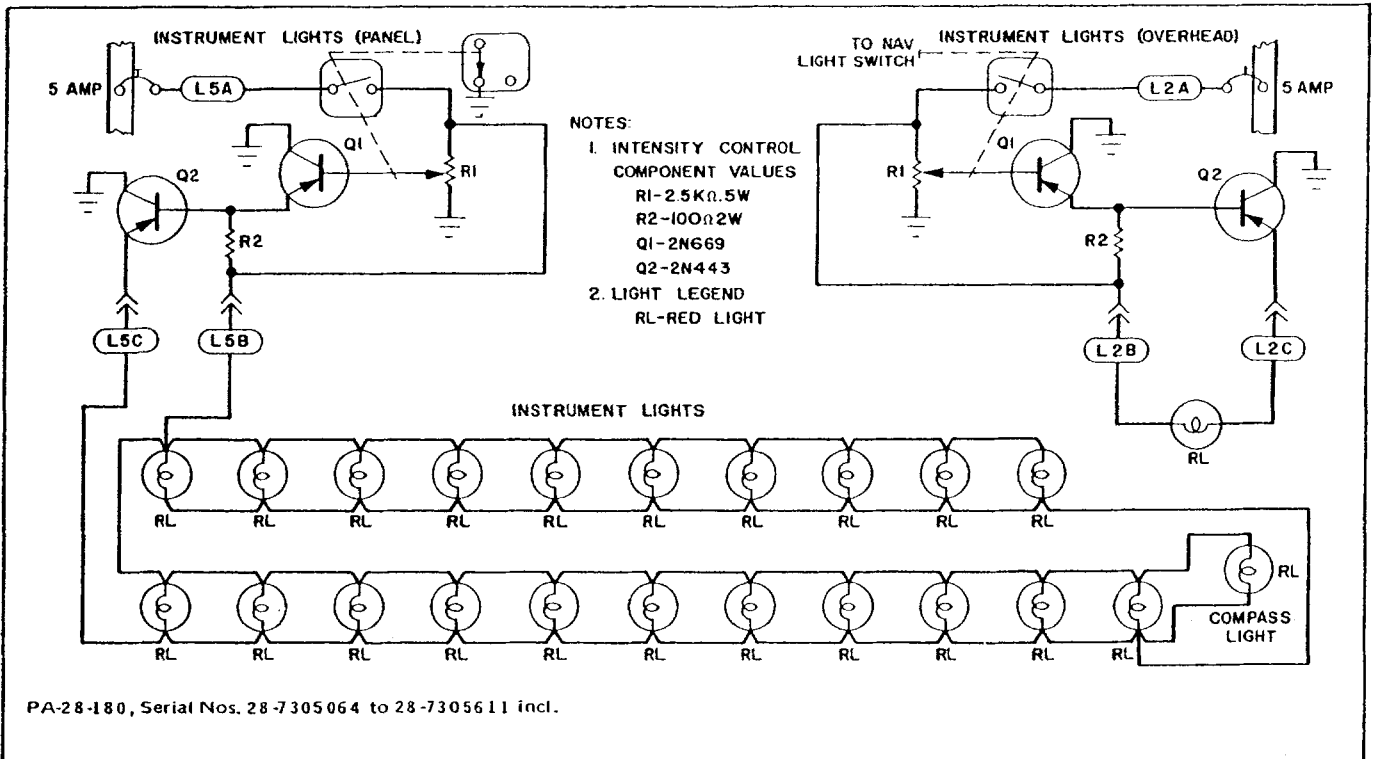 INSTRUMENT LIGHTS (PANEL)
5 AMP
L5A
Q1
R1
Q2
R2
L5C
L5B
NOTES:
1. INTENSITY CONTROL
COMPONENT VALUES
R1-2.5KΩ.5W
R2-100Ω2W
Q1-2N669
Q2-2N443
2. LIGHT LEGEND
RL-RED LIGHT
TO NAV
LIGHT SWITCH
INSTRUMENT LIGHTS (OVERHEAD)
L2A
5 AMP
Q1
R1
Q2
R2
L2B
L2C
RL
INSTRUMENT LIGHTS
RL RL RL RL RL RL RL RL RL RL
RL
COMPASS
LIGHT
RL RL RL RL RL RL RL RL RL RL RL
PA-28-180, Serial Nos. 28-7305064 to 28-7305611 incl.